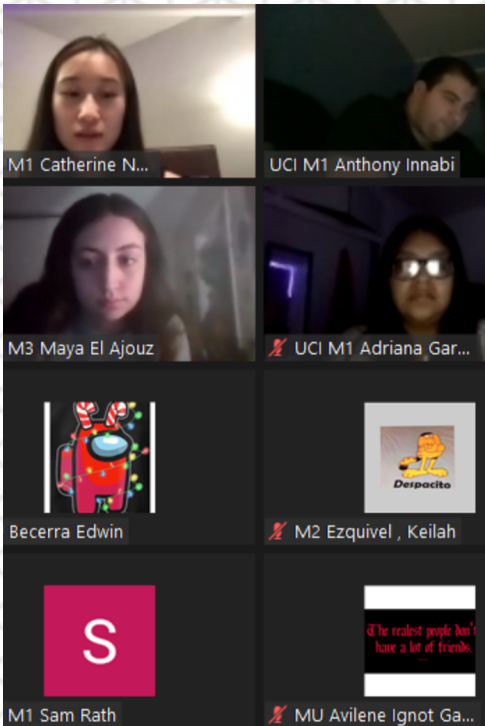 M1 Catherine N...
UCI M1 Anthony Innabi
M3 Maya El Ajouz
UCI M1 Adriana Gar...
Becerra Edwin
Despacito
M2 Ezquivel , Keilah
S
M1 Sam Rath
The realest people don't
have a lot of friends.
MU Avilene Ignot Ga...